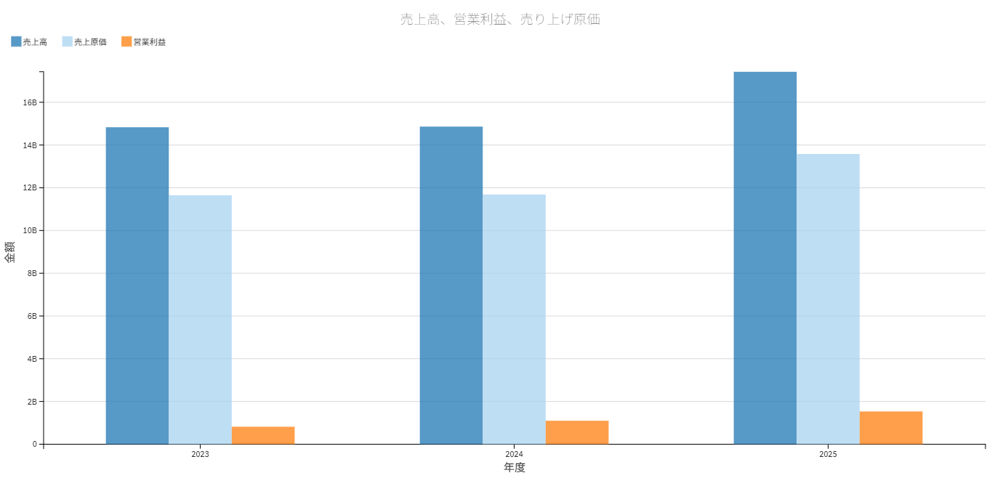 売上高、営業利益、売り上げ原価
売上高 売上原価 営業利益
16B
14B
12B
10B
8B
6B
4B
2B
0
金額
2023 2024 2025
年度